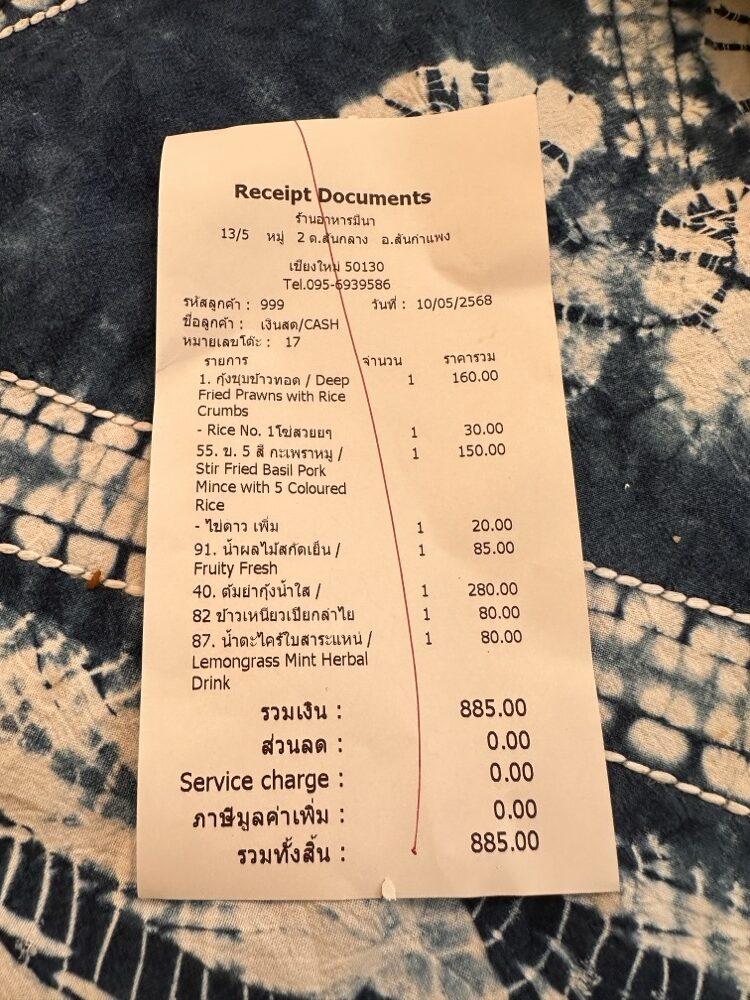 Receipt Documents
ร้านอาหารมีนา
13/5 หมู่ 2 ต.สันกลาง อ.สันกำแพง
เชียงใหม่ 50130
Tel.095-6939586
รหัสลูกค้า : 999 วันที่ : 10/05/2568
ชื่อลูกค้า : เงินสด/CASH
หมายเลขโต๊ะ : 17
รายการ จำนวน ราคารวม
1. กุ้งชุบข้าวทอด / Deep 1 160.00
Fried Prawns with Rice
Crumbs
- Rice No. 1โข่สวยยๆ 1 30.00
55. ข. 5 สี กะเพราหมู / 1 150.00
Stir Fried Basil Pork
Mince with 5 Coloured
Rice
- ไข่ดาว เพิ่ม 1 20.00
91. น้ำผลไม้สกัดเย็น / 1 85.00
Fruity Fresh
40. ต้มยำกุ้งน้ำใส / 1 280.00
82 ข้าวเหนียวเปียกลำไย 1 80.00
87. น้ำตะไคร้ใบสาระแหน่ / 1 80.00
Lemongrass Mint Herbal
Drink
รวมเงิน : 885.00
ส่วนลด : 0.00
Service charge : 0.00
ภาษีมูลค่าเพิ่ม : 0.00
รวมทั้งสิ้น : 885.00